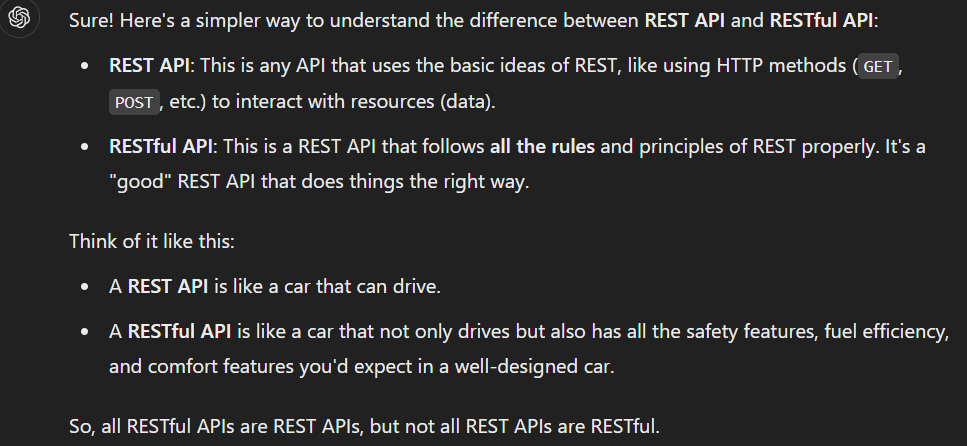 Sure! Here's a simpler way to understand the difference between REST API and RESTful API:
• REST API: This is any API that uses the basic ideas of REST, like using HTTP methods (GET,
POST, etc.) to interact with resources (data).
• RESTful API: This is a REST API that follows all the rules and principles of REST properly. It's a
"good" REST API that does things the right way.
Think of it like this:
• A REST API is like a car that can drive.
• A RESTful API is like a car that not only drives but also has all the safety features, fuel efficiency,
and comfort features you'd expect in a well-designed car.
So, all RESTful APIs are REST APIs, but not all REST APIs are RESTful.